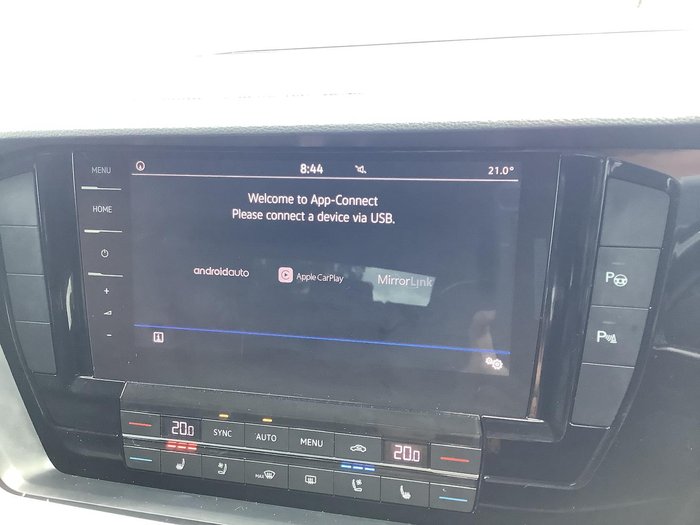 MENU
8:44
21.0°
Welcome to App-Connect
Please connect a device via USB.
HOME
androidauto
Apple CarPlay
MirrorLink
+
-
i
P
P
20.0
SYNC
AUTO
MENU
20.0
MAX